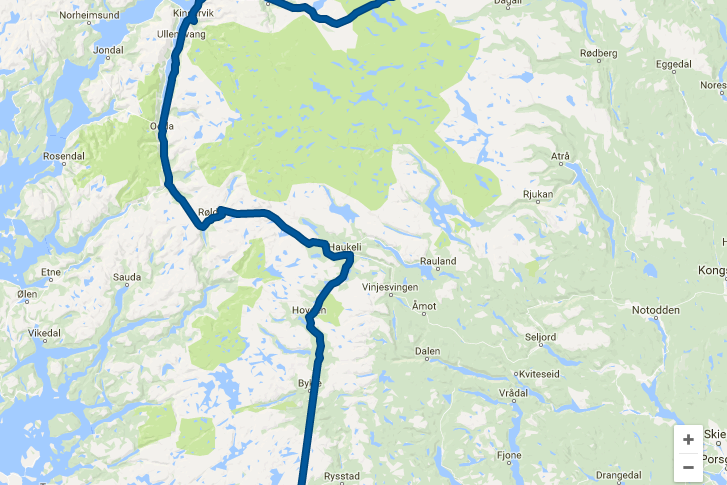 Dagali
Norheimsund
Kinsarvik
Ullensvang
Jondal
Rødberg
Eggedal
Nores
Odda
Rosendal
Atrå
Rjukan
Røldal
Haukeli
Rauland
Kongs
Etne
Sauda
Ølen
Vinjesvingen
Åmot
Hovden
Notodden
Vikedal
Seljord
Dalen
Kviteseid
Bykle
Vrådal
Skie
Fjone
Porsg
Rysstad
Drangedal
+
−